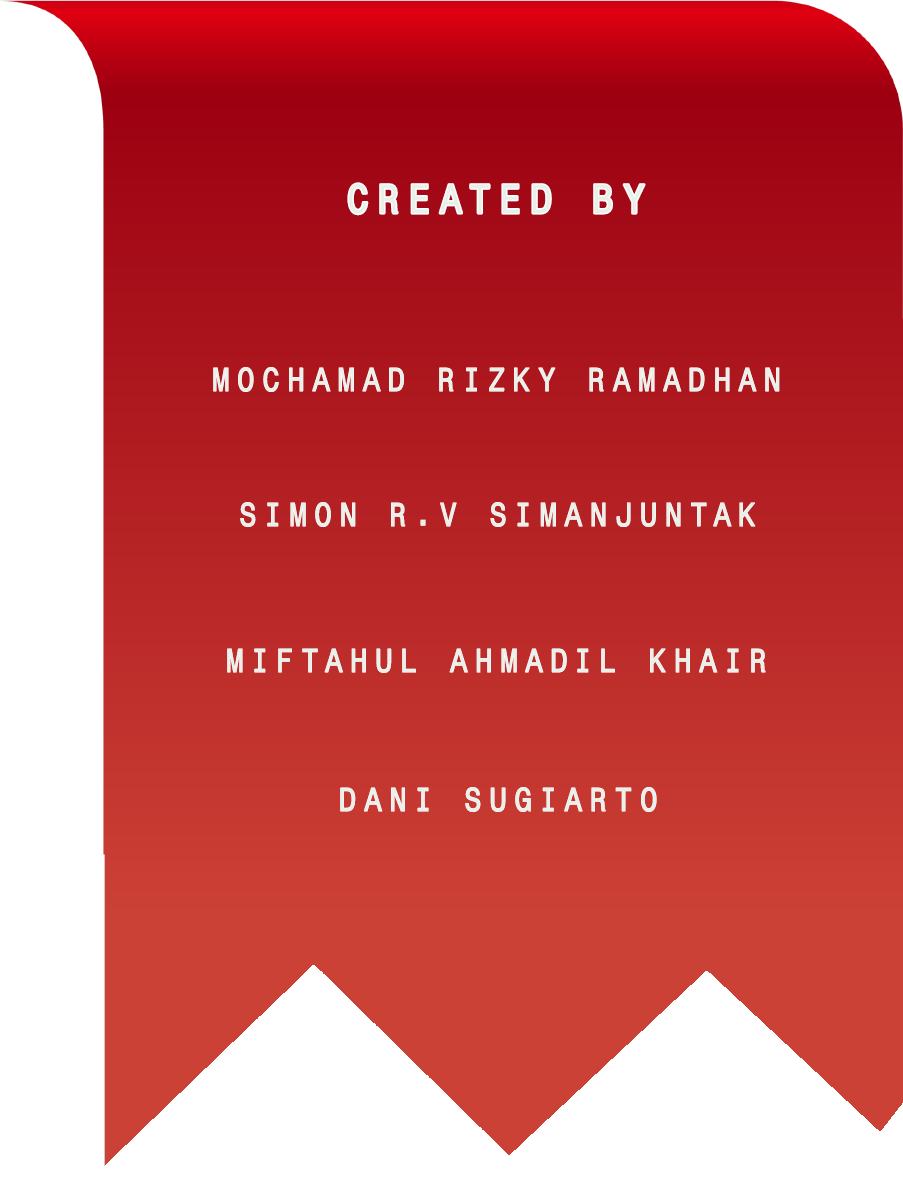 CREATED BY
MOCHAMAD RIZKY RAMADHAN
SIMON R.V SIMANJUNTAK
MIFTAHUL AHMADIL KHAIR
DANI SUGIARTO